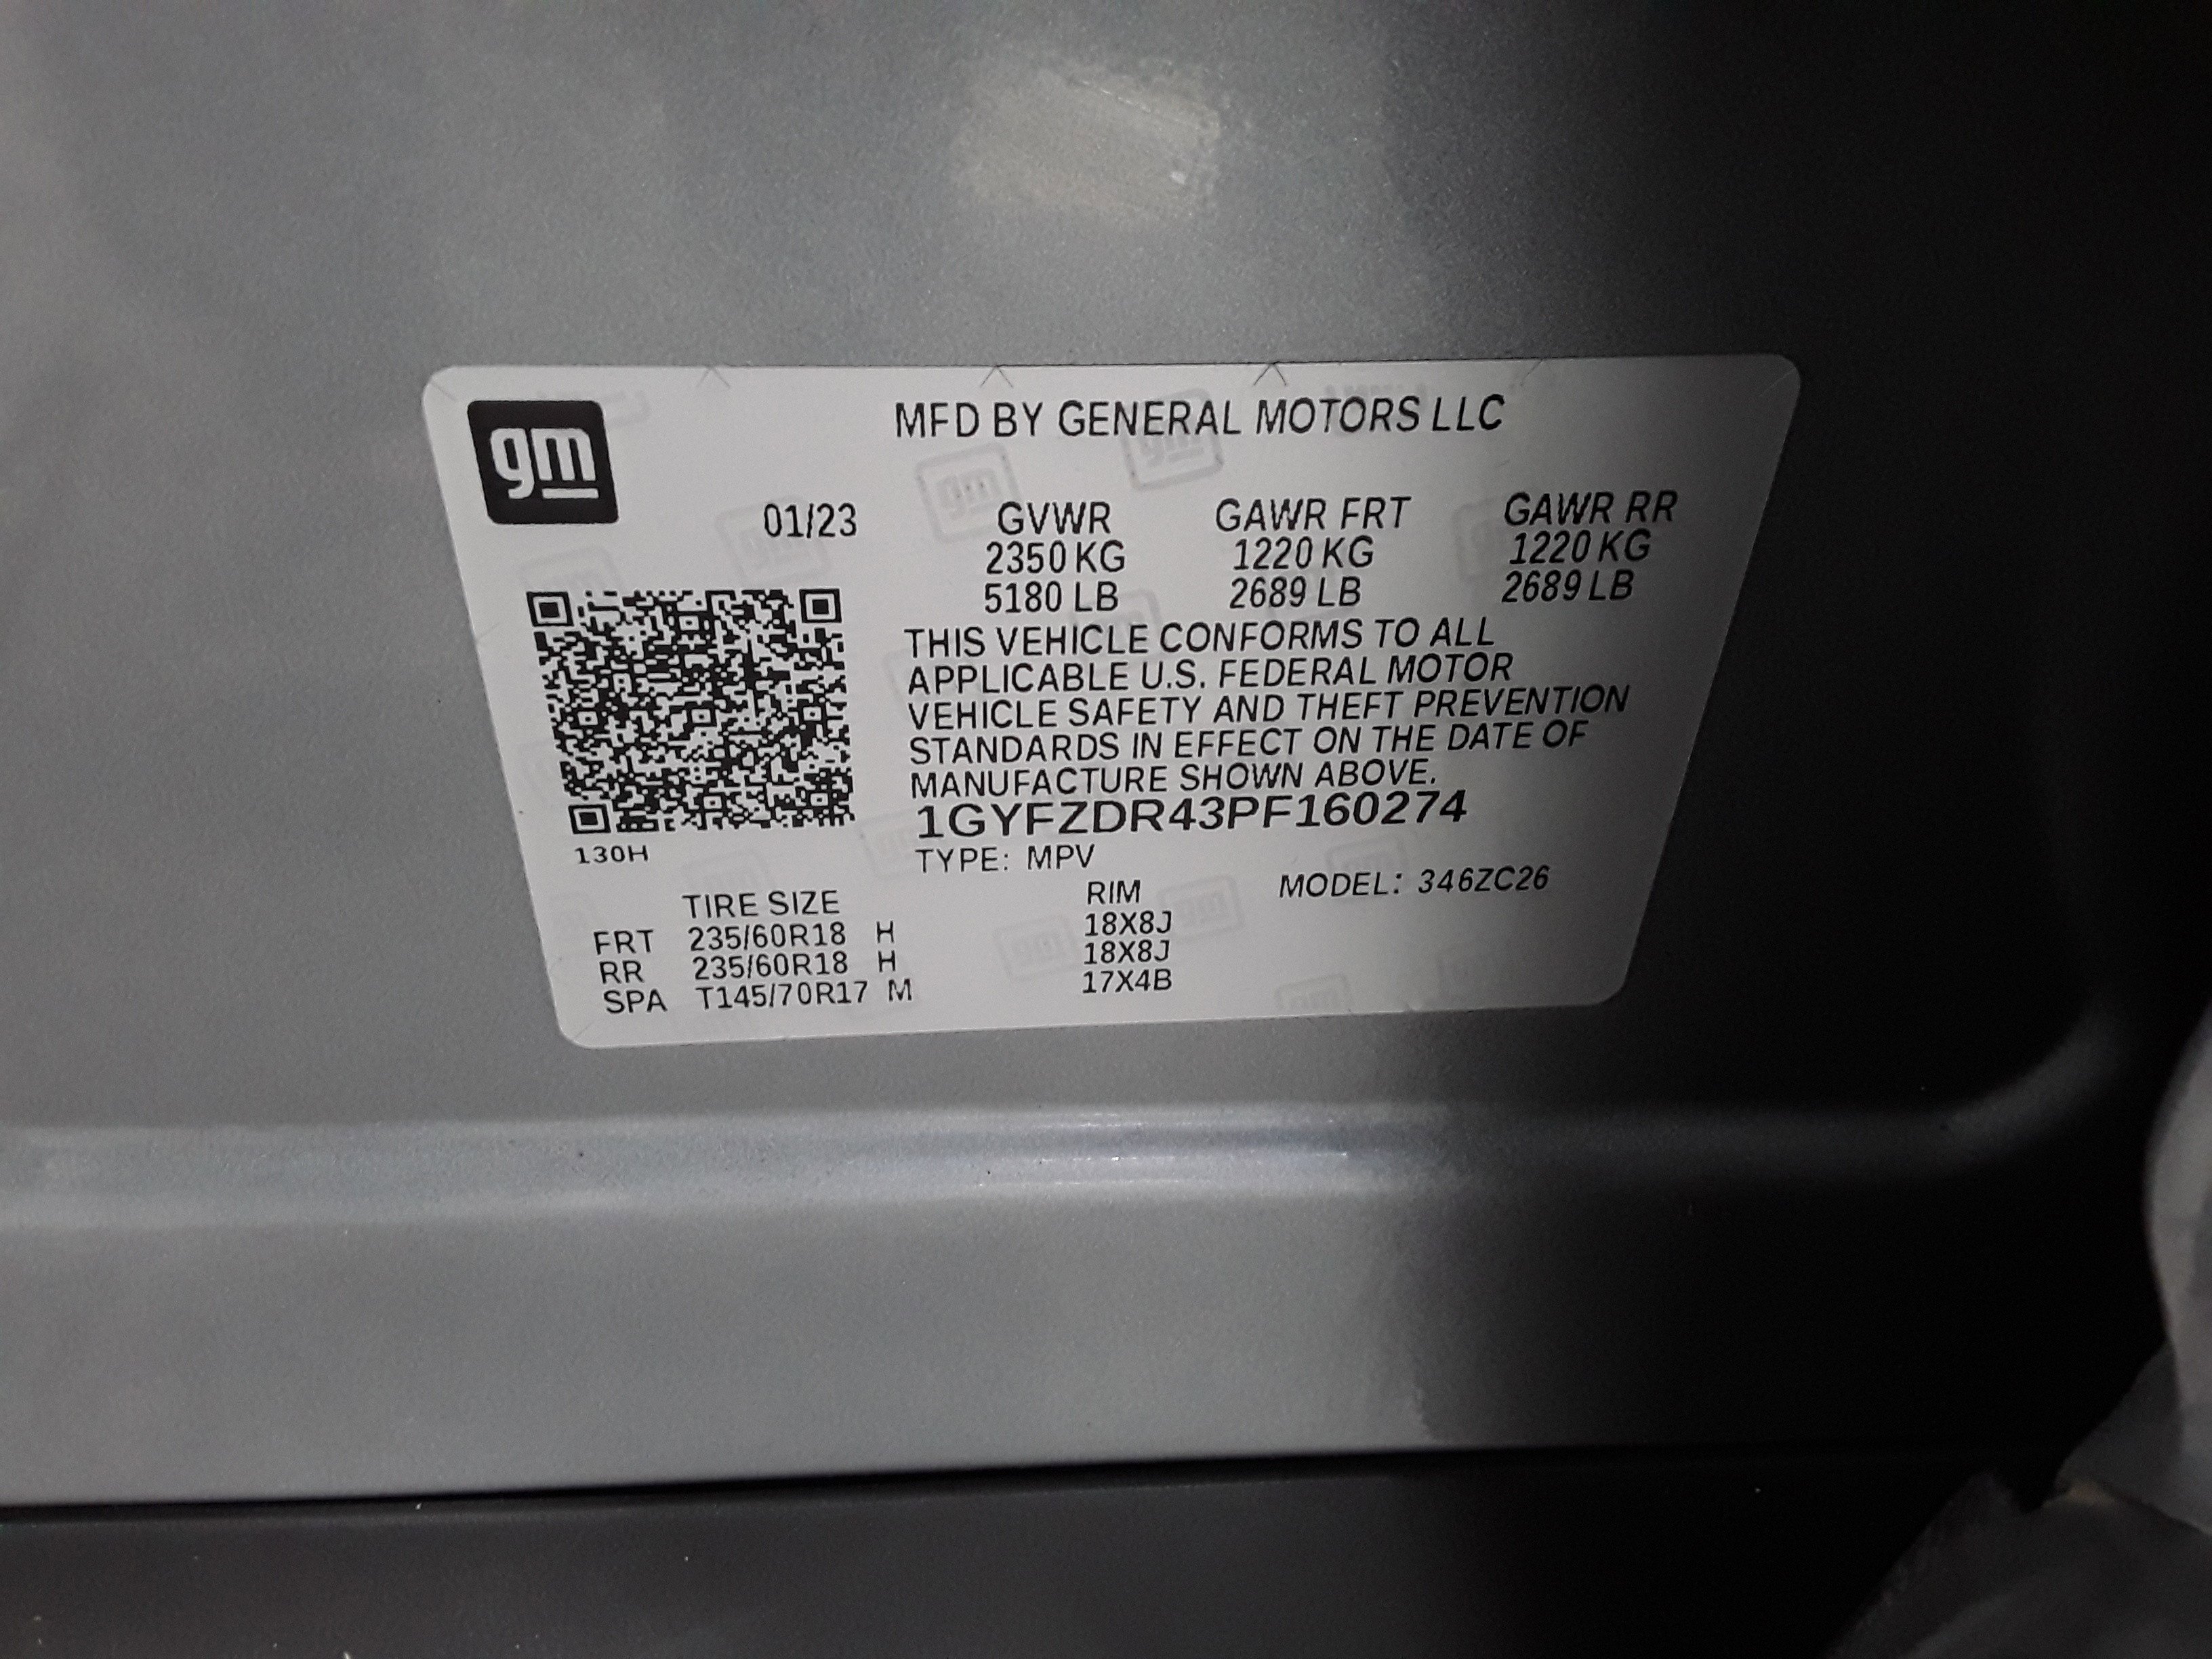 gm
MFD BY GENERAL MOTORS LLC
01/23 GVWR GAWR FRT GAWR RR
2350 KG 1220 KG 1220 KG
5180 LB 2689 LB 2689 LB
THIS VEHICLE CONFORMS TO ALL
APPLICABLE U.S. FEDERAL MOTOR
VEHICLE SAFETY AND THEFT PREVENTION
STANDARDS IN EFFECT ON THE DATE OF
MANUFACTURE SHOWN ABOVE.
1GYFZDR43PF160274
130H
TYPE: MPV
MODEL: 346ZC26
TIRE SIZE RIM
FRT 235/60R18 H 18X8J
RR 235/60R18 H 18X8J
SPA T145/70R17 M 17X4B